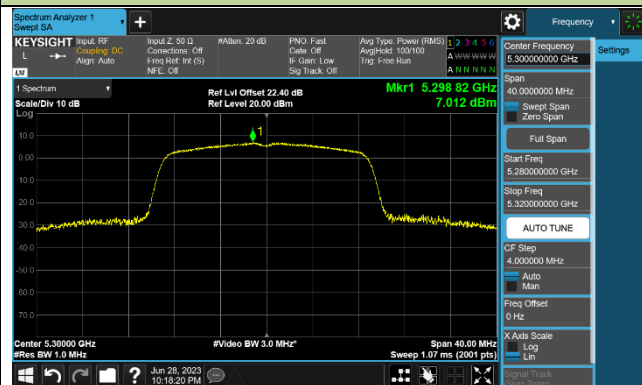 Spectrum Analyzer 1
Swept SA
+
Frequency
KEYSIGHT
L
LXI
Input: RF
Coupling: DC
Align: Auto
Input Z: 50 Ω
Corrections: Off
Freq Ref: Int (S)
NFE: Off
#Atten: 20 dB
PNO: Fast
Gate: Off
IF Gain: Low
Sig Track: Off
Avg Type: Power (RMS)
Avg|Hold: 100/100
Trig: Free Run
1 2 3 4 5 6
A W W W W W
A N N N N N
1 Spectrum
Scale/Div 10 dB
Log
Ref Lvl Offset 22.40 dB
Ref Level 20.00 dBm
Mkr1 5.298 82 GHz
7.012 dBm
1
10.0
0.00
-10.0
-20.0
-30.0
-40.0
-50.0
-60.0
-70.0
Center 5.30000 GHz
#Res BW 1.0 MHz
#Video BW 3.0 MHz*
Span 40.00 MHz
Sweep 1.07 ms (2001 pts)
Center Frequency
5.300000000 GHz
Settings
Span
40.0000000 MHz
Swept Span
Zero Span
Full Span
Start Freq
5.280000000 GHz
Stop Freq
5.320000000 GHz
AUTO TUNE
CF Step
4.000000 MHz
Auto
Man
Freq Offset
0 Hz
X Axis Scale
Log
Lin
Signal Track
(Span Zoom)
?
Jun 28, 2023
10:18:20 PM